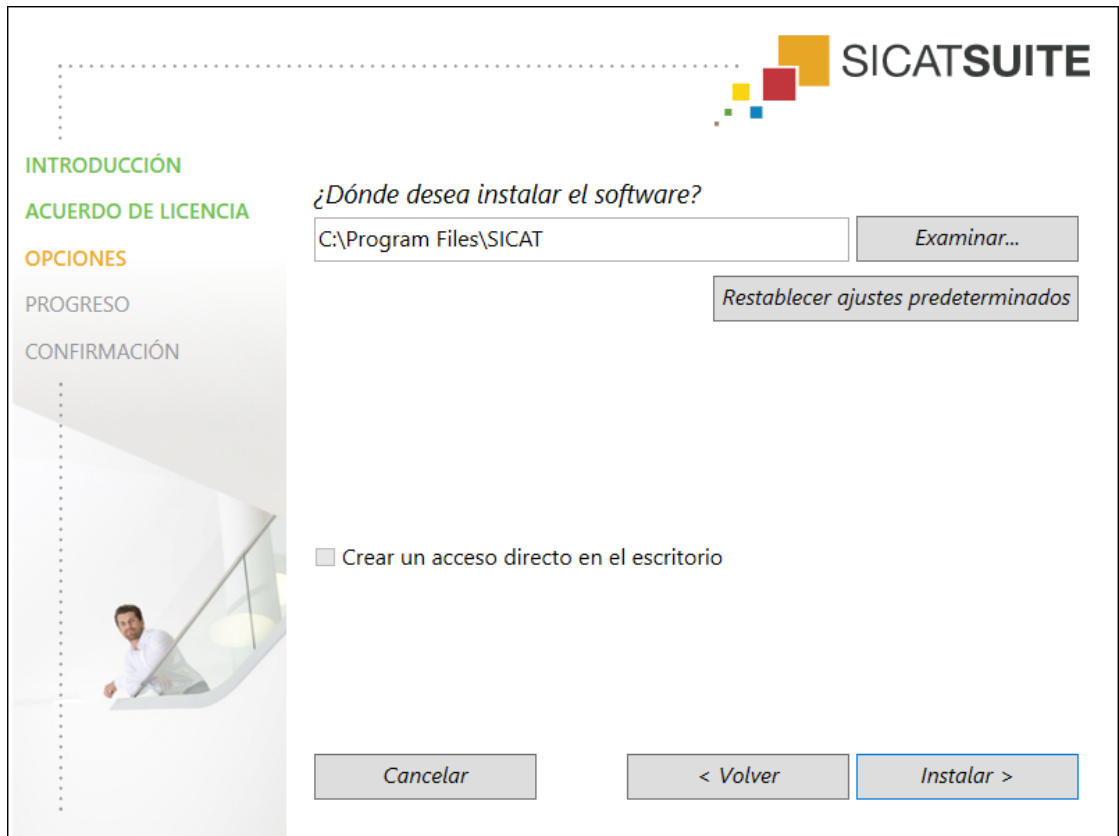 SICATSUITE
INTRODUCCIÓN
ACUERDO DE LICENCIA
OPCIONES
PROGRESO
CONFIRMACIÓN
¿Dónde desea instalar el software?
C:\Program Files\SICAT
Examinar...
Restablecer ajustes predeterminados
Crear un acceso directo en el escritorio
Cancelar
< Volver
Instalar >